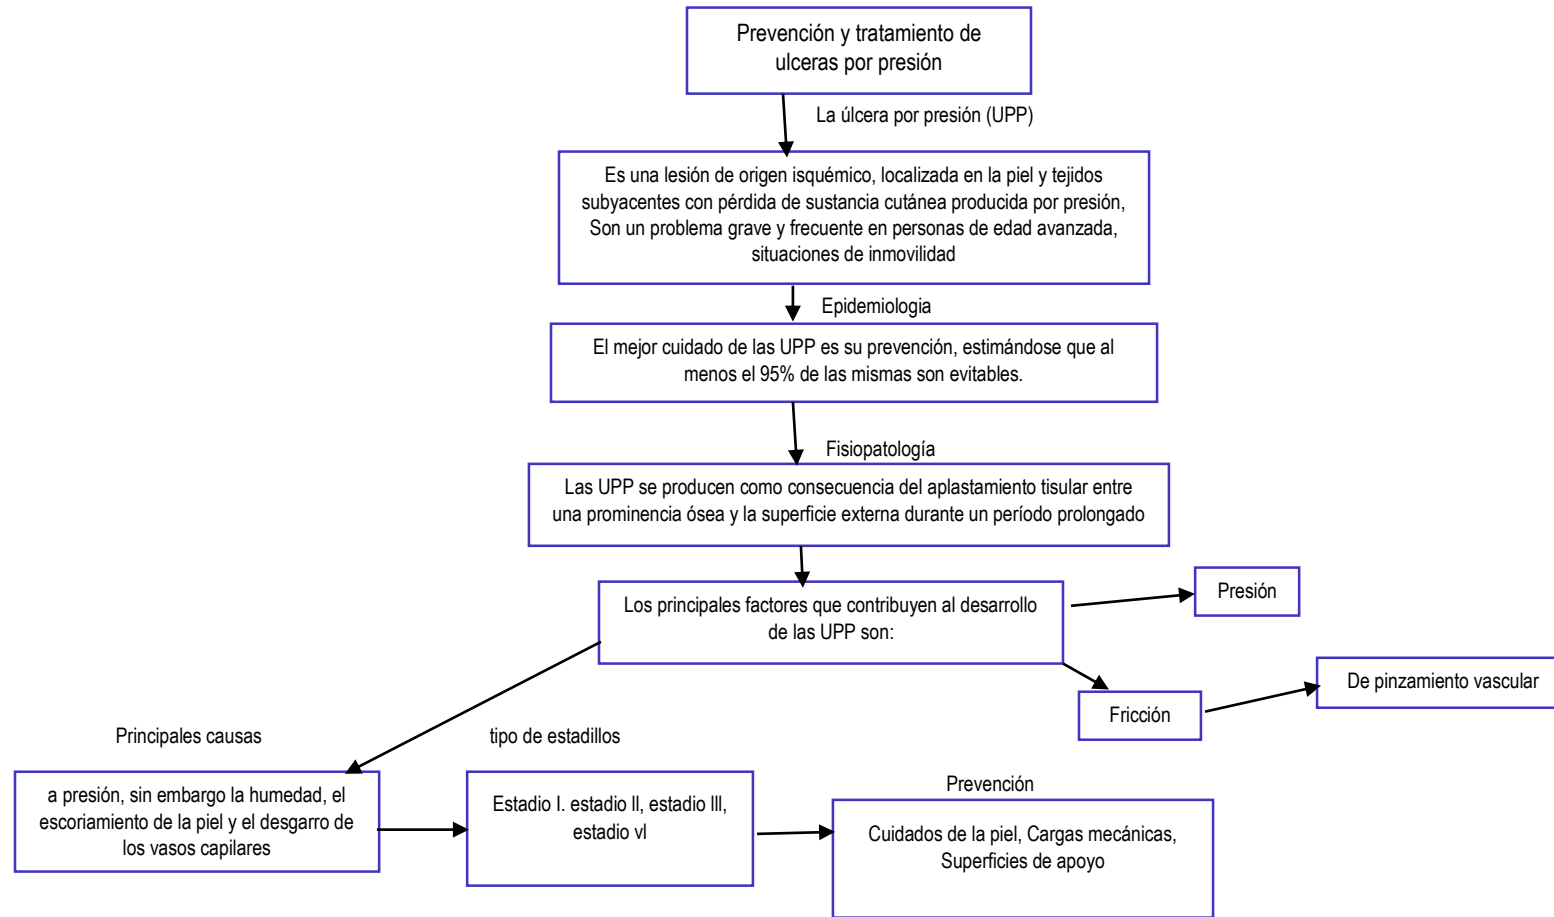 Prevención y tratamiento de
ulceras por presión
La úlcera por presión (UPP)
Es una lesión de origen isquémico, localizada en la piel y tejidos
subyacentes con pérdida de sustancia cutánea producida por presión,
Son un problema grave y frecuente en personas de edad avanzada,
situaciones de inmovilidad
Epidemiologia
El mejor cuidado de las UPP es su prevención, estimándose que al
menos el 95% de las mismas son evitables.
Fisiopatología
Las UPP se producen como consecuencia del aplastamiento tisular entre
una prominencia ósea y la superficie externa durante un período prolongado
Los principales factores que contribuyen al desarrollo
de las UPP son:
Presión
Fricción
De pinzamiento vascular
Principales causas
a presión, sin embargo la humedad, el
escoriamiento de la piel y el desgarro de
los vasos capilares
tipo de estadillos
Estadio I. estadio II, estadio III,
estadio vI
Prevención
Cuidados de la piel, Cargas mecánicas,
Superficies de apoyo